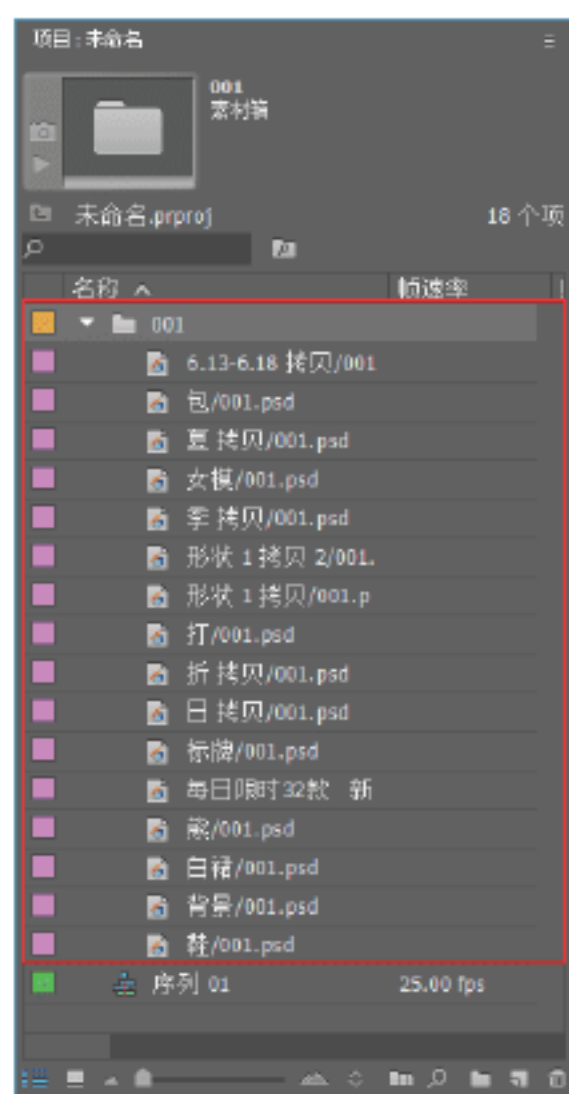 项目:未命名
001
素材箱
未命名.prproj 18 个项
名称 帧速率
001
6.13-6.18 拷贝/001
包/001.psd
夏 拷贝/001.psd
女模/001.psd
季 拷贝/001.psd
形状 1 拷贝 2/001.
形状 1 拷贝/001.p
打/001.psd
折 拷贝/001.psd
日 拷贝/001.psd
标牌/001.psd
每日限时32款 新
熊/001.psd
白裙/001.psd
背景/001.psd
鞋/001.psd
序列 01 25.00 fps